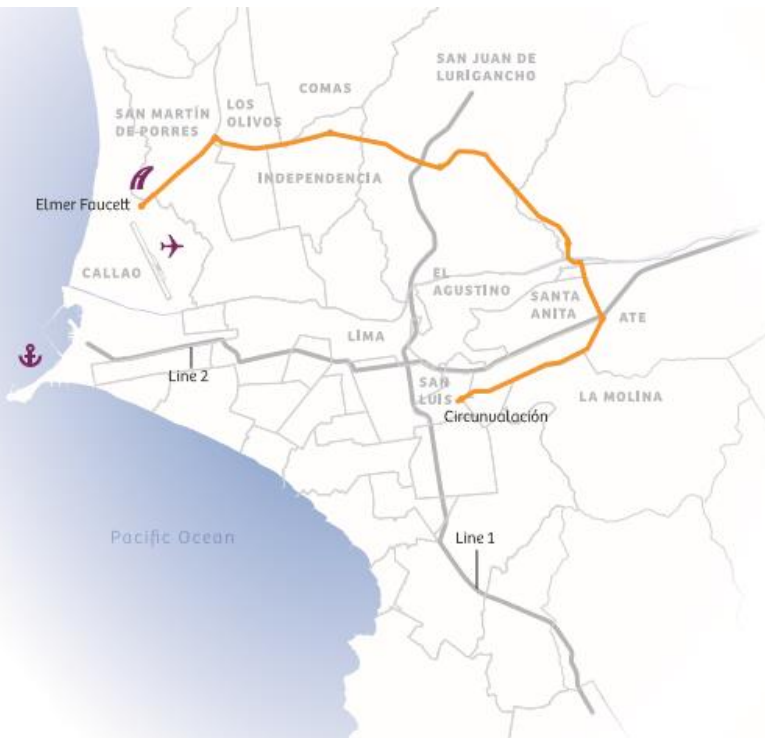 SAN JUAN DE
LURIGANCHO
COMAS
LOS
OLIVOS
SAN MARTÍN
DE PORRES
INDEPENDENCIA
Elmer Faucett
CALLAO
EL
AGUSTINO
SANTA
ANITA
ATE
LIMA
Line 2
SAN
LUIS
LA MOLINA
Circunvalación
Pacific Ocean
Line 1